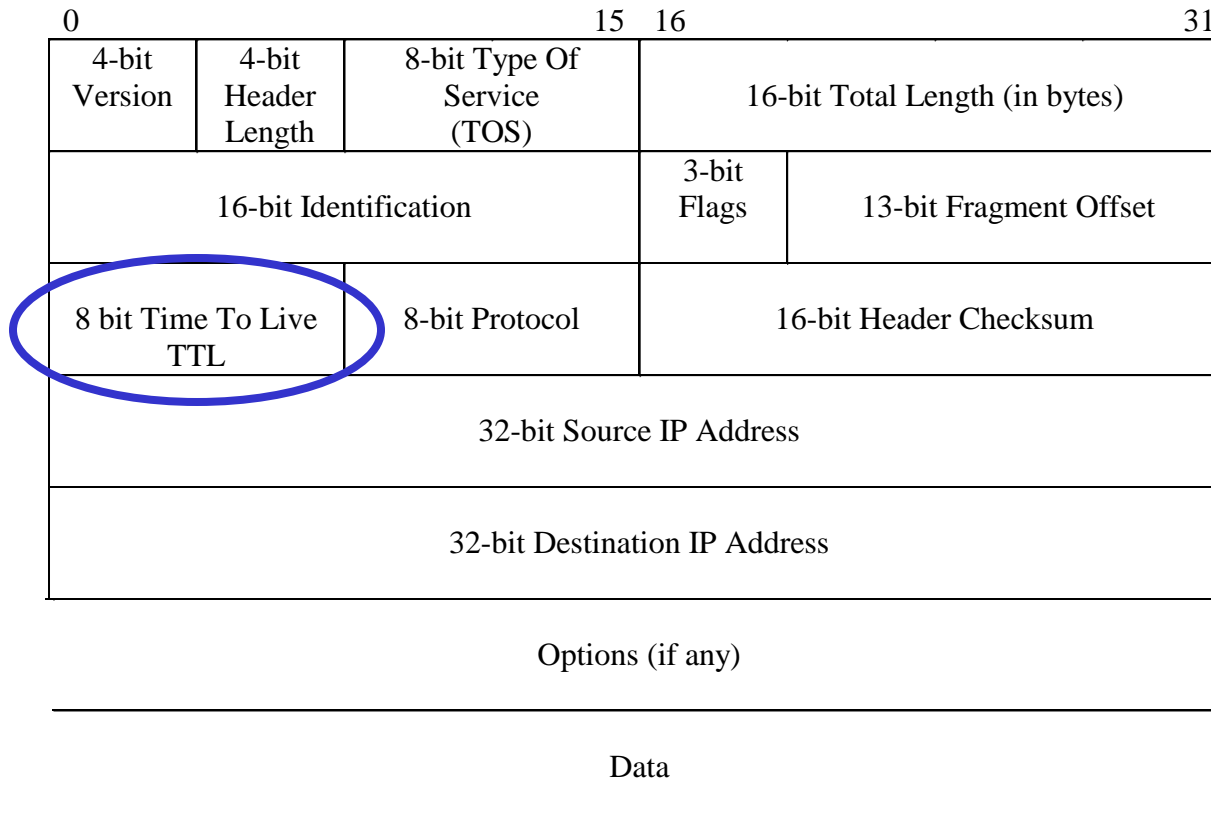 0 15 16 31
4-bit Version
4-bit Header Length
8-bit Type Of Service (TOS)
16-bit Total Length (in bytes)
16-bit Identification
3-bit Flags
13-bit Fragment Offset
8 bit Time To Live TTL
8-bit Protocol
16-bit Header Checksum
32-bit Source IP Address
32-bit Destination IP Address
Options (if any)
Data